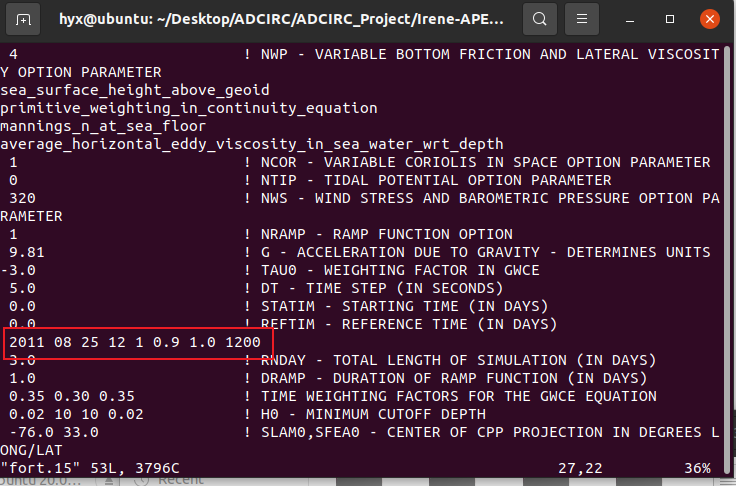 hyx@ubuntu: ~/Desktop/ADCIRC/ADCIRC_Project/Irene-APE...
4 ! NWP - VARIABLE BOTTOM FRICTION AND LATERAL VISCOSIT
Y OPTION PARAMETER
sea_surface_height_above_geoid
primitive_weighting_in_continuity_equation
mannings_n_at_sea_floor
average_horizontal_eddy_viscosity_in_sea_water_wrt_depth
1 ! NCOR - VARIABLE CORIOLIS IN SPACE OPTION PARAMETER
0 ! NTIP - TIDAL POTENTIAL OPTION PARAMETER
320 ! NWS - WIND STRESS AND BAROMETRIC PRESSURE OPTION PA
RAMETER
1 ! NRAMP - RAMP FUNCTION OPTION
9.81 ! G - ACCELERATION DUE TO GRAVITY - DETERMINES UNITS
-3.0 ! TAU0 - WEIGHTING FACTOR IN GWCE
5.0 ! DT - TIME STEP (IN SECONDS)
0.0 ! STATIM - STARTING TIME (IN DAYS)
0.0 ! REFTIM - REFERENCE TIME (IN DAYS)
2011 08 25 12 1 0.9 1.0 1200
3.0 ! RNDAY - TOTAL LENGTH OF SIMULATION (IN DAYS)
1.0 ! DRAMP - DURATION OF RAMP FUNCTION (IN DAYS)
0.35 0.30 0.35 ! TIME WEIGHTING FACTORS FOR THE GWCE EQUATION
0.02 10 10 0.02 ! H0 - MINIMUM CUTOFF DEPTH
-76.0 33.0 ! SLAM0,SFEA0 - CENTER OF CPP PROJECTION IN DEGREES L
ONG/LAT
"fort.15" 53L, 3796C 27,22 36%
Recent